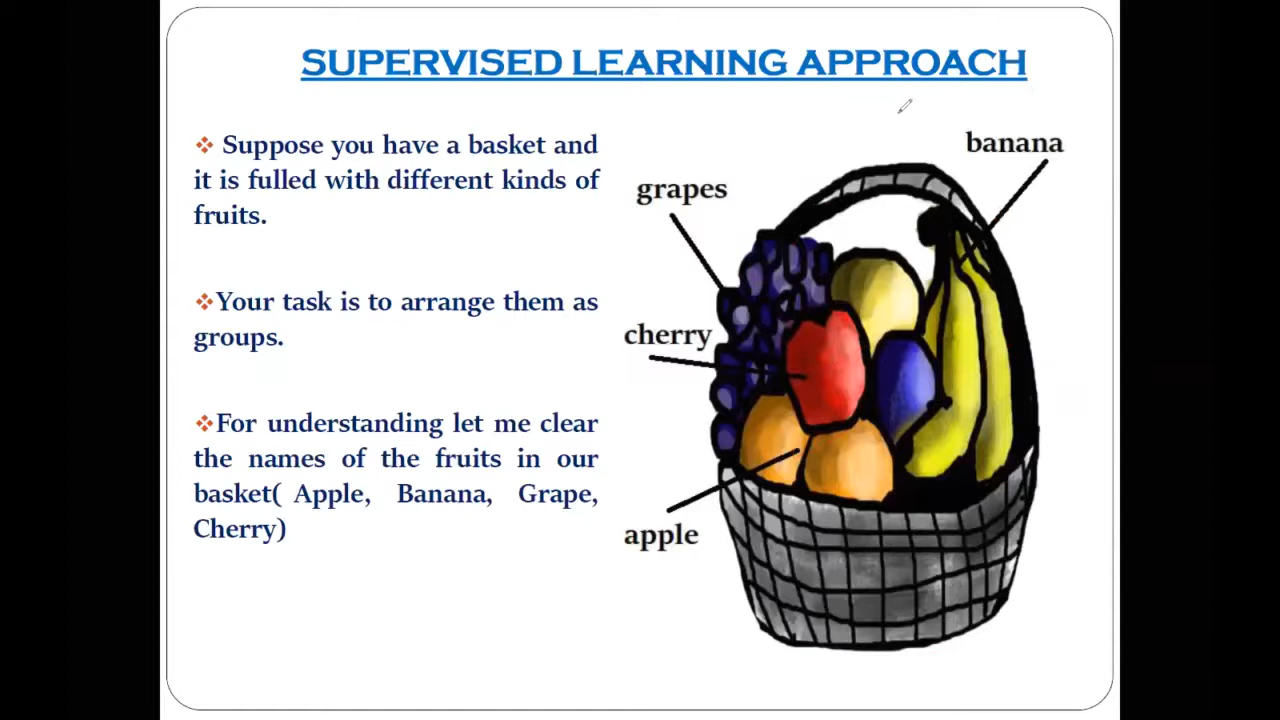 SUPERVISED LEARNING APPROACH
❖ Suppose you have a basket and
it is fulled with different kinds of
fruits.
❖Your task is to arrange them as
groups.
❖For understanding let me clear
the names of the fruits in our
basket( Apple, Banana, Grape,
Cherry)
banana
grapes
cherry
apple